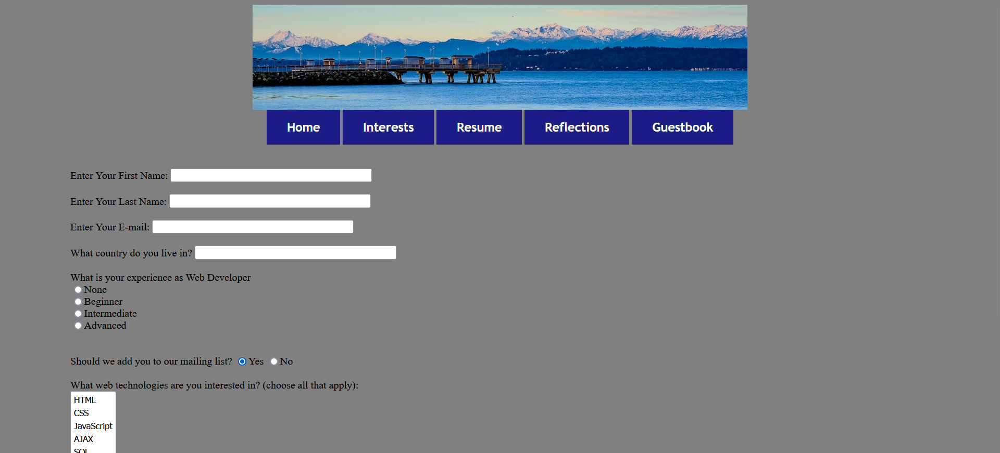 Home Interests Resume Reflections Guestbook
Enter Your First Name:
Enter Your Last Name:
Enter Your E-mail:
What country do you live in?
What is your experience as Web Developer
None
Beginner
Intermediate
Advanced
Should we add you to our mailing list? Yes No
What web technologies are you interested in? (choose all that apply):
HTML
CSS
JavaScript
AJAX
SQL